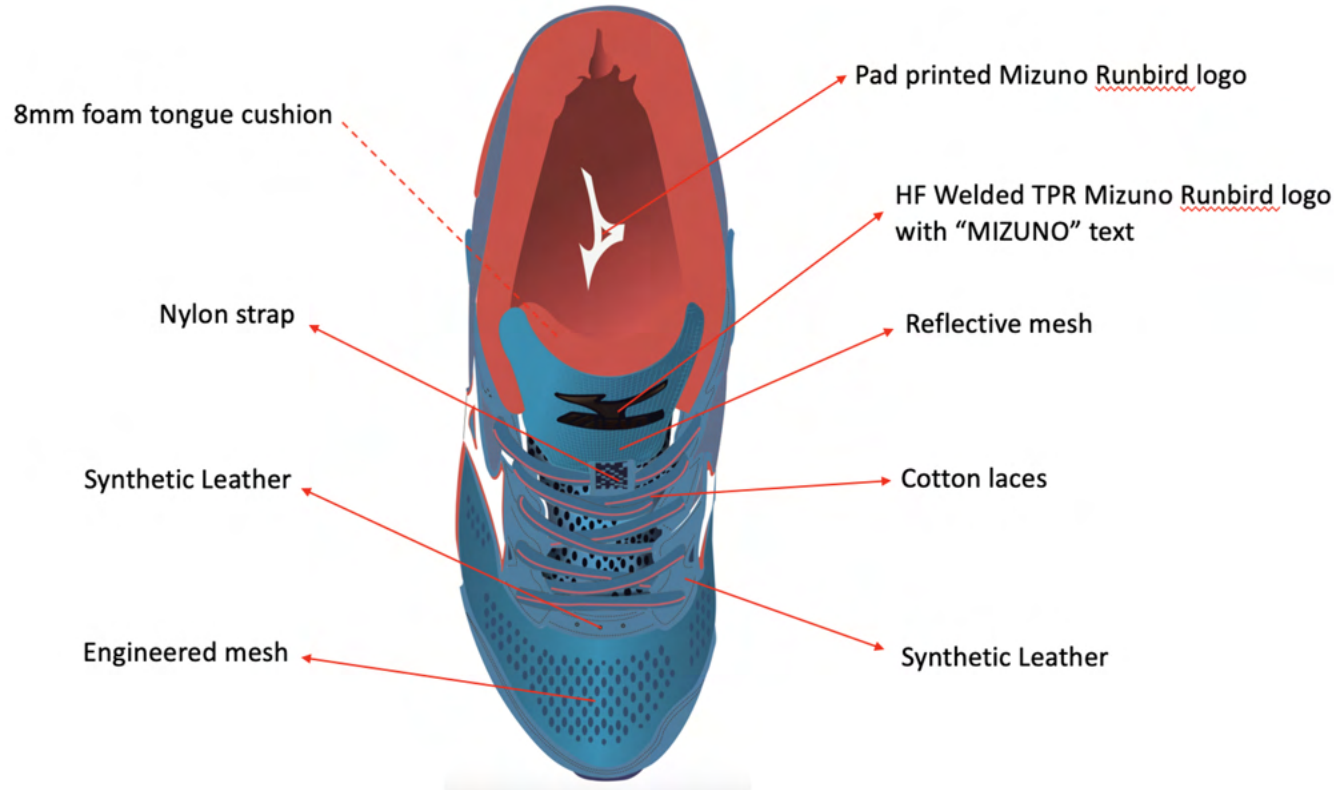 Pad printed Mizuno Runbird logo
8mm foam tongue cushion
HF Welded TPR Mizuno Runbird logo
with “MIZUNO” text
Nylon strap
Reflective mesh
Synthetic Leather
Cotton laces
Engineered mesh
Synthetic Leather